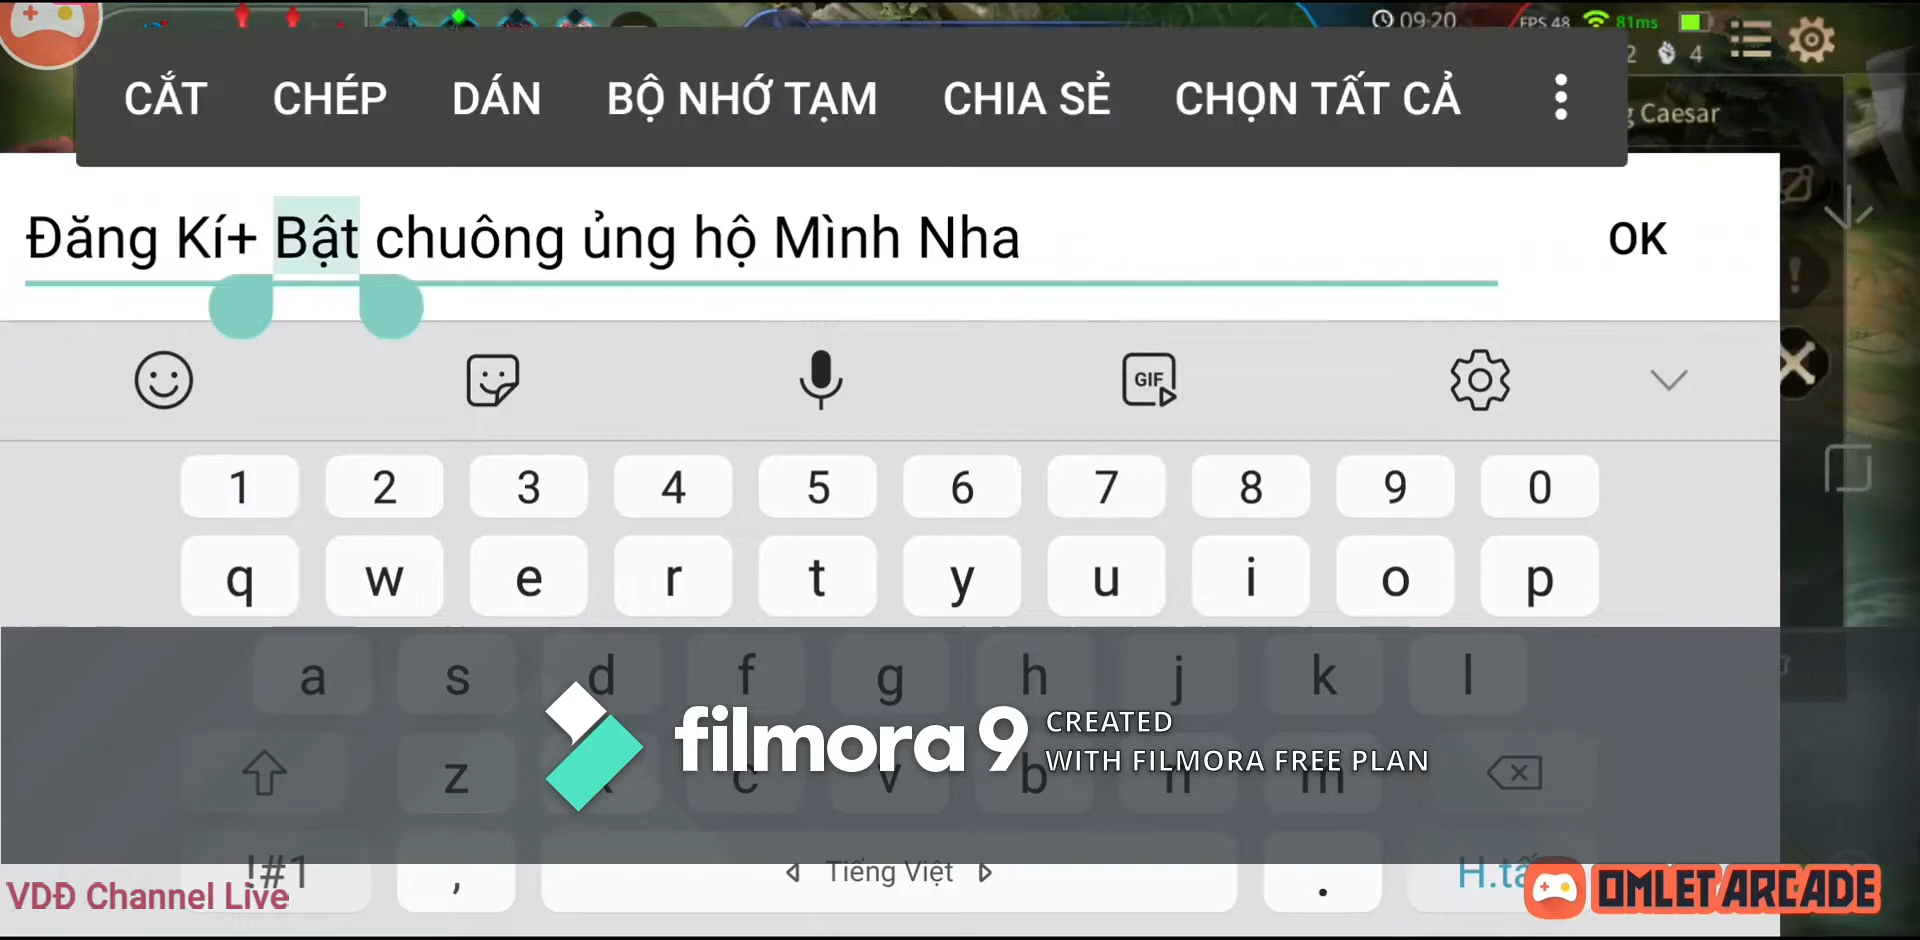 09:20 FPS 48 81ms
2 4
CẮT CHÉP DÁN BỘ NHỚ TẠM CHIA SẺ CHỌN TẤT CẢ
Caesar
Đăng Kí+ Bật chuông ủng hộ Mình Nha OK
GIF
1 2 3 4 5 6 7 8 9 0
q w e r t y u i o p
a s d f g h j k l
filmora 9 CREATED
WITH FILMORA FREE PLAN
z c v b n m
!#1 , Tiếng Việt .
VDĐ Channel Live
OMLET ARCADE